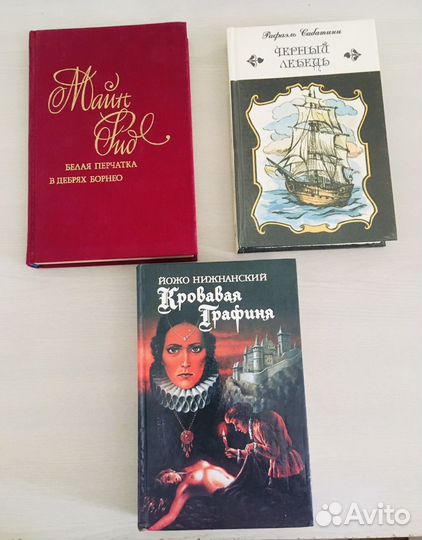 Майн
Рид
БЕЛАЯ ПЕРЧАТКА
В ДЕБРЯХ БОРНЕО
Рафаэль Сабатини
ЧЕРНЫЙ
ЛЕБЕДЬ
ЙОЖО НИЖНАНСКИЙ
Кровавая
Графиня
Avito